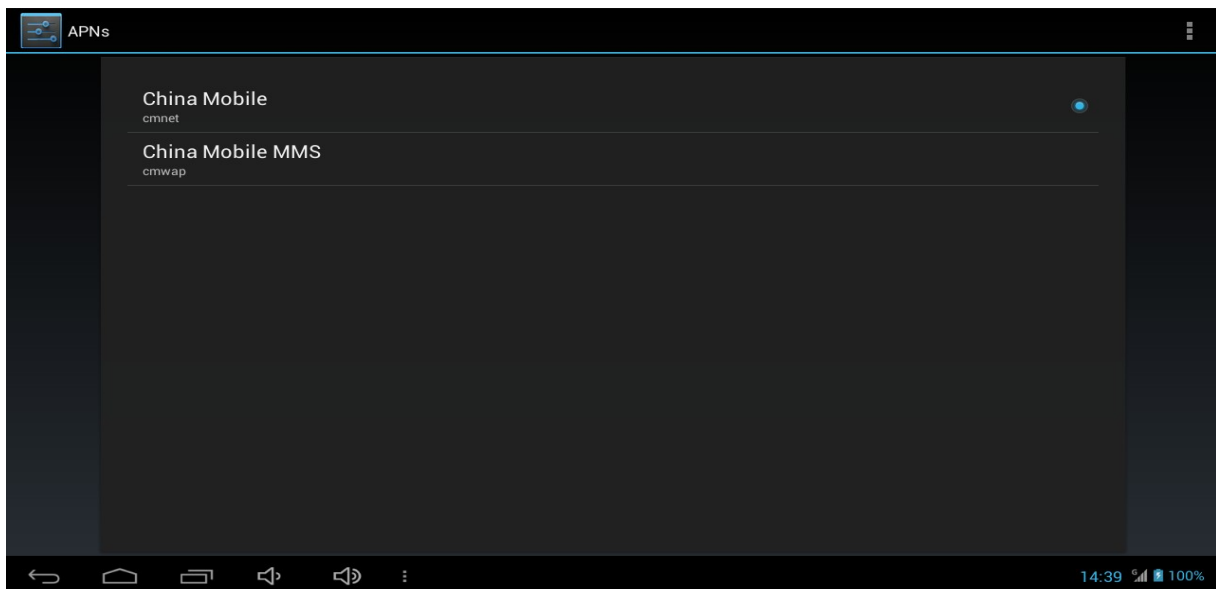 APNs
China Mobile
cmnet
China Mobile MMS
cmwap
14:39 G 100%